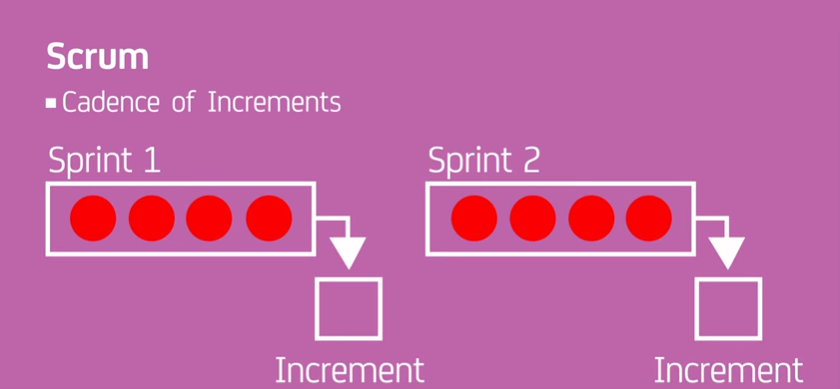 Scrum
▪ Cadence of Increments
Sprint 1
Sprint 2
Increment
Increment